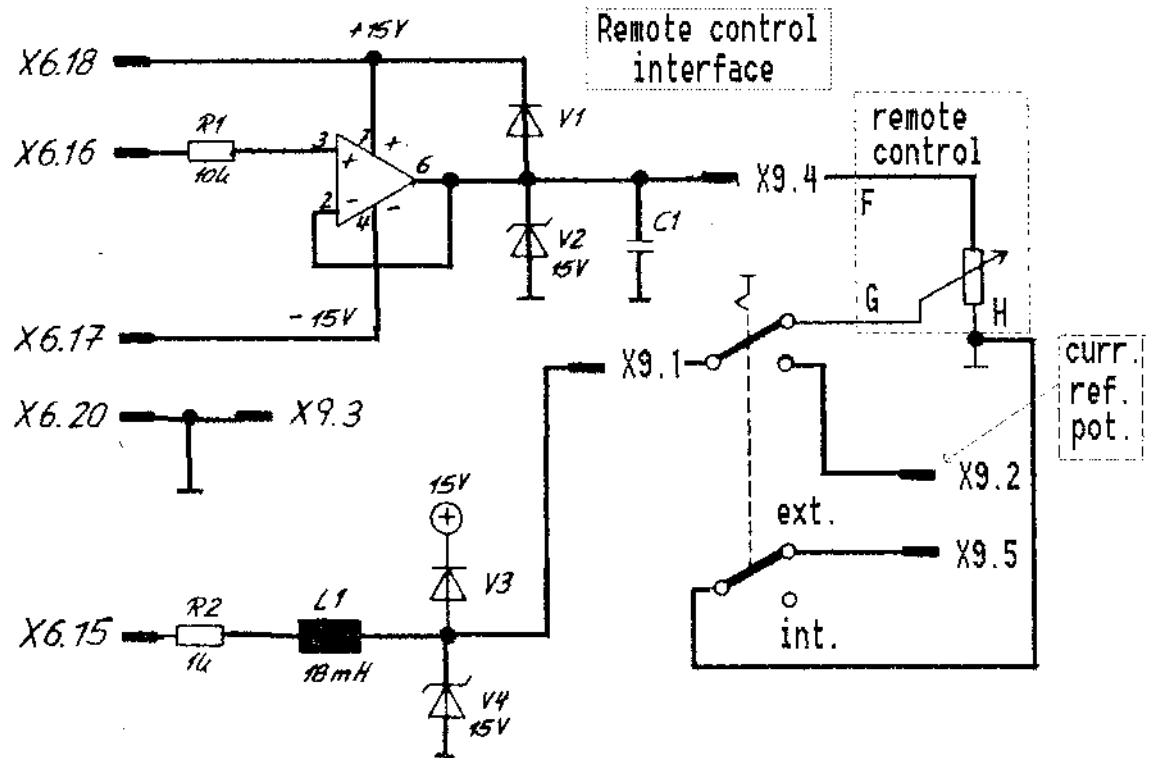 +15V
Remote control
interface
X6.18
V1
remote
control
R1
X6.16
10k
3
7
+
+
6
X9.4
F
2
-
4
-
V2
15V
C1
G
H
-15V
X6.17
X9.1
curr.
ref.
pot.
X6.20
X9.3
X9.2
15V
+
ext.
X9.5
V3
R2
L1
X6.15
int.
1k
18mH
V4
15V